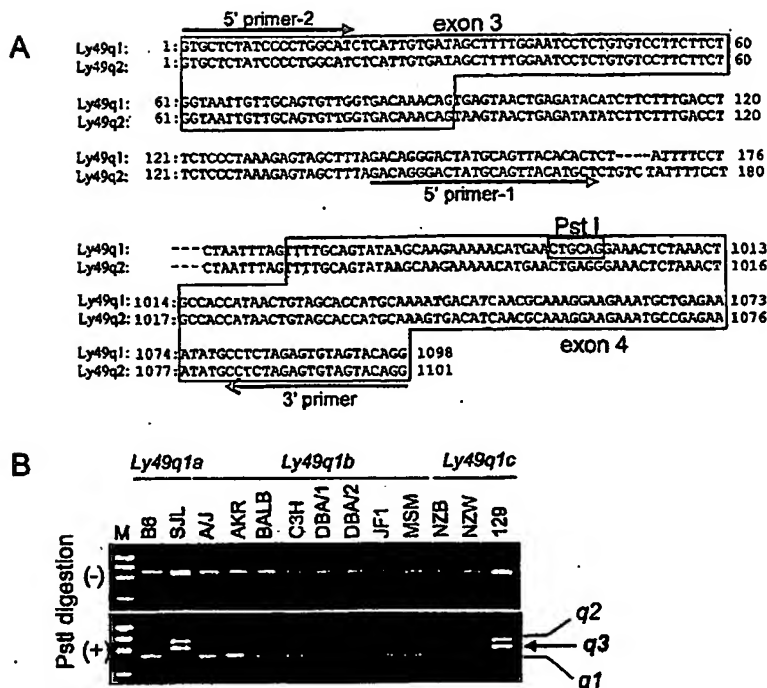 A
5' primer-2
exon 3
Ly49q1: 1:GTGCTCTATCCCCTGGCATCTCATTGTGATAGCTTTTGGAATCCTCTGTGTCCTTCTTCT 60
Ly49q2: 1:GTGCTCTATCCCCTGGCATCTCATTGTGATAGCTTTTGGAATCCTCTGTGTCCTTCTTCT 60
Ly49q1: 61:GGTAATTGTTGCAGTGTTGGTGACAAACAGTGAGTAACTGAGATACATCTTCTTTGACCT 120
Ly49q2: 61:GGTAATTGTTGCAGTGTTGGTGACAAACAGTAAGTAACTGAGATATATCTTCTTTGACCT 120
Ly49q1: 121:TCTCCCTAAAGAGTAGCTTTAGACAGGGACTATGCAGTTACACACTCT----ATTTTCCT 176
Ly49q2: 121:TCTCCCTAAAGAGTAGCTTTAGACAGGGACTATGCAGTTACATGCTCTGTCTATTTTCCT 180
5' primer-1
Pst I
Ly49q1: ----CTAATTTAGTTTTGCAGTATAAGCAAGAAAAACATGAACTGCAGGAAACTCTAAACT 1013
Ly49q2: ----CTAATTTAGTTTTGCAGTATAAGCAAGAAAAACATGAACTGAGGGAAACTCTAAACT 1016
Ly49q1: 1014:GCCACCATAACTGTAGCACCATGCAAAATGACATCAACGCAAAGGAAGAAATGCTGAGAA 1073
Ly49q2: 1017:GCCACCATAACTGTAGCACCATGCAAAGTGACATCAACGCAAAGGAAGAAATGCCGAGAA 1076
Ly49q1: 1074:ATATGCCTCTAGAGTGTAGTACAGG 1098
Ly49q2: 1077:ATATGCCTCTAGAGTGTAGTACAGG 1101
exon 4
3' primer
B
Ly49q1a Ly49q1b Ly49q1c
M B6 SJL A/J AKR BALB C3H DBA/1 DBA/2 JF1 MSM NZB NZW 129
PstI digestion
(-)
(+)
q2
q3
q1